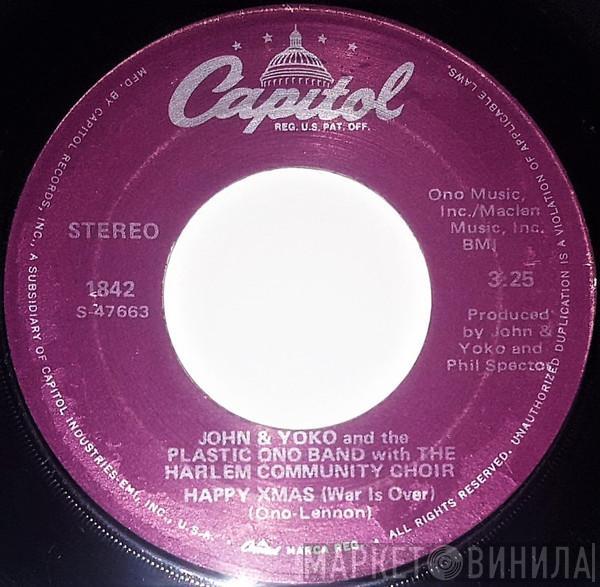 Capitol
REG. U.S. PAT. OFF.
STEREO
1842
S-47663
Ono Music,
Inc./Maclen
Music, Inc.
BMI
3:25
Produced
by John &
Yoko and
Phil Spector
JOHN & YOKO and the
PLASTIC ONO BAND with THE
HARLEM COMMUNITY CHOIR
HAPPY XMAS (War Is Over)
(Ono-Lennon)
MFD. BY CAPITOL RECORDS, INC., A SUBSIDIARY OF CAPITOL INDUSTRIES-EMI, INC., U.S.A. • Capitol MARCA REG. • ALL RIGHTS RESERVED. UNAUTHORIZED DUPLICATION IS A VIOLATION OF APPLICABLE LAWS.
МАРКЕТ ВИНИЛА